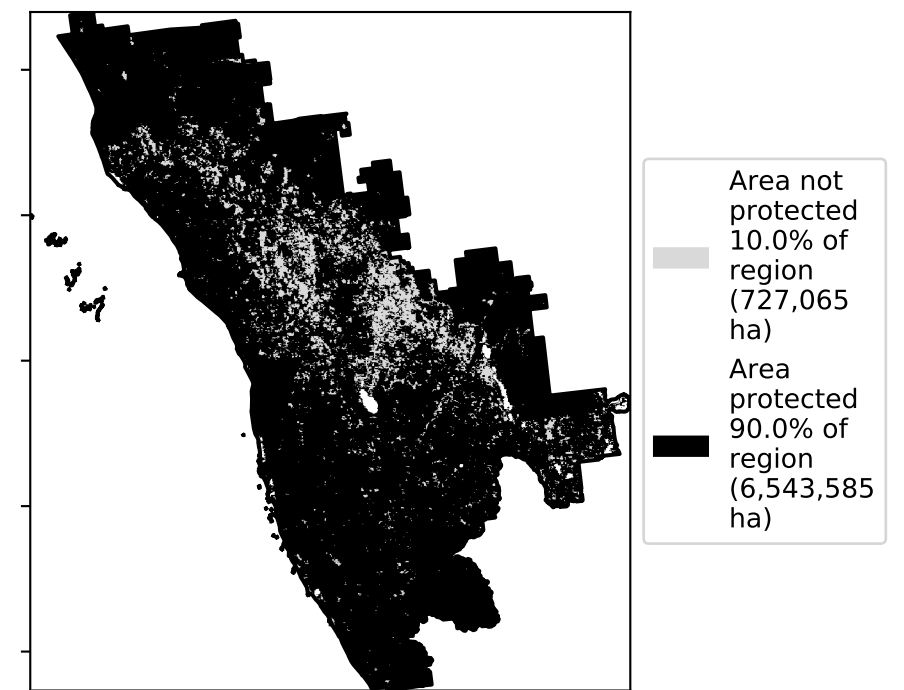 Area not
protected
10.0% of
region
(727,065
ha)
Area
protected
90.0% of
region
(6,543,585
ha)